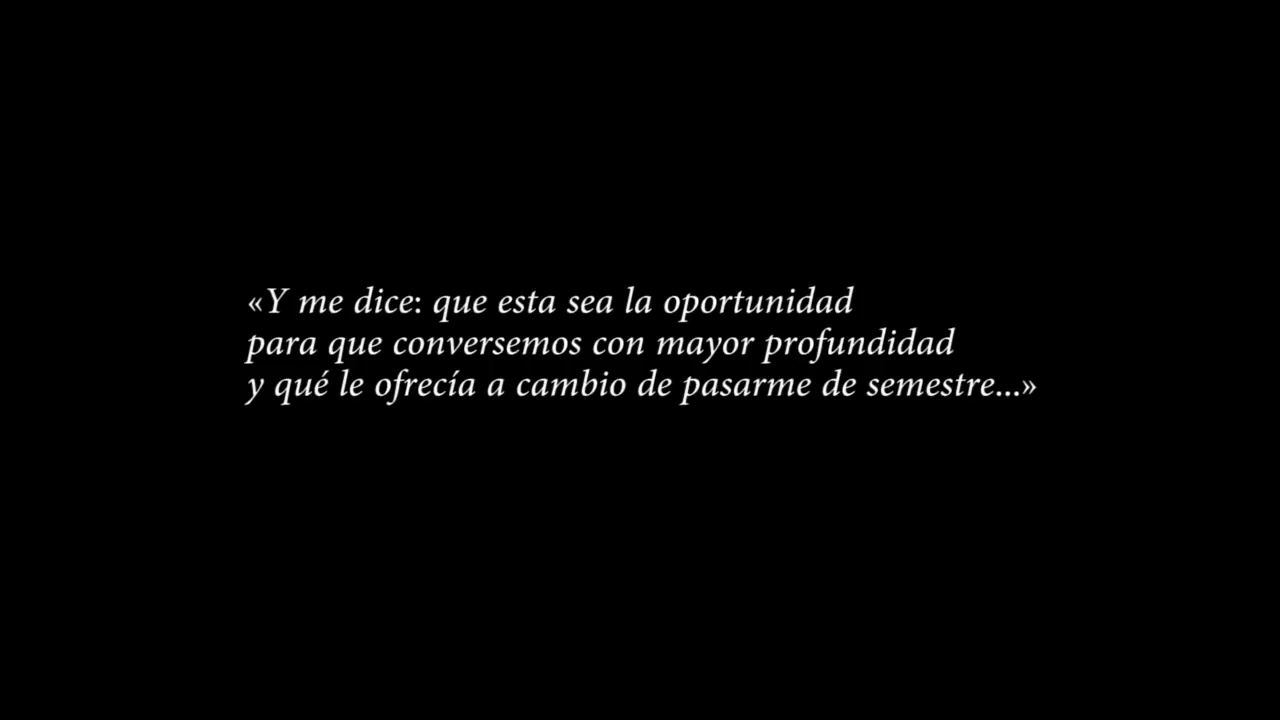 «Y me dice: que esta sea la oportunidad
para que conversemos con mayor profundidad
y qué le ofrecía a cambio de pasarme de semestre...»